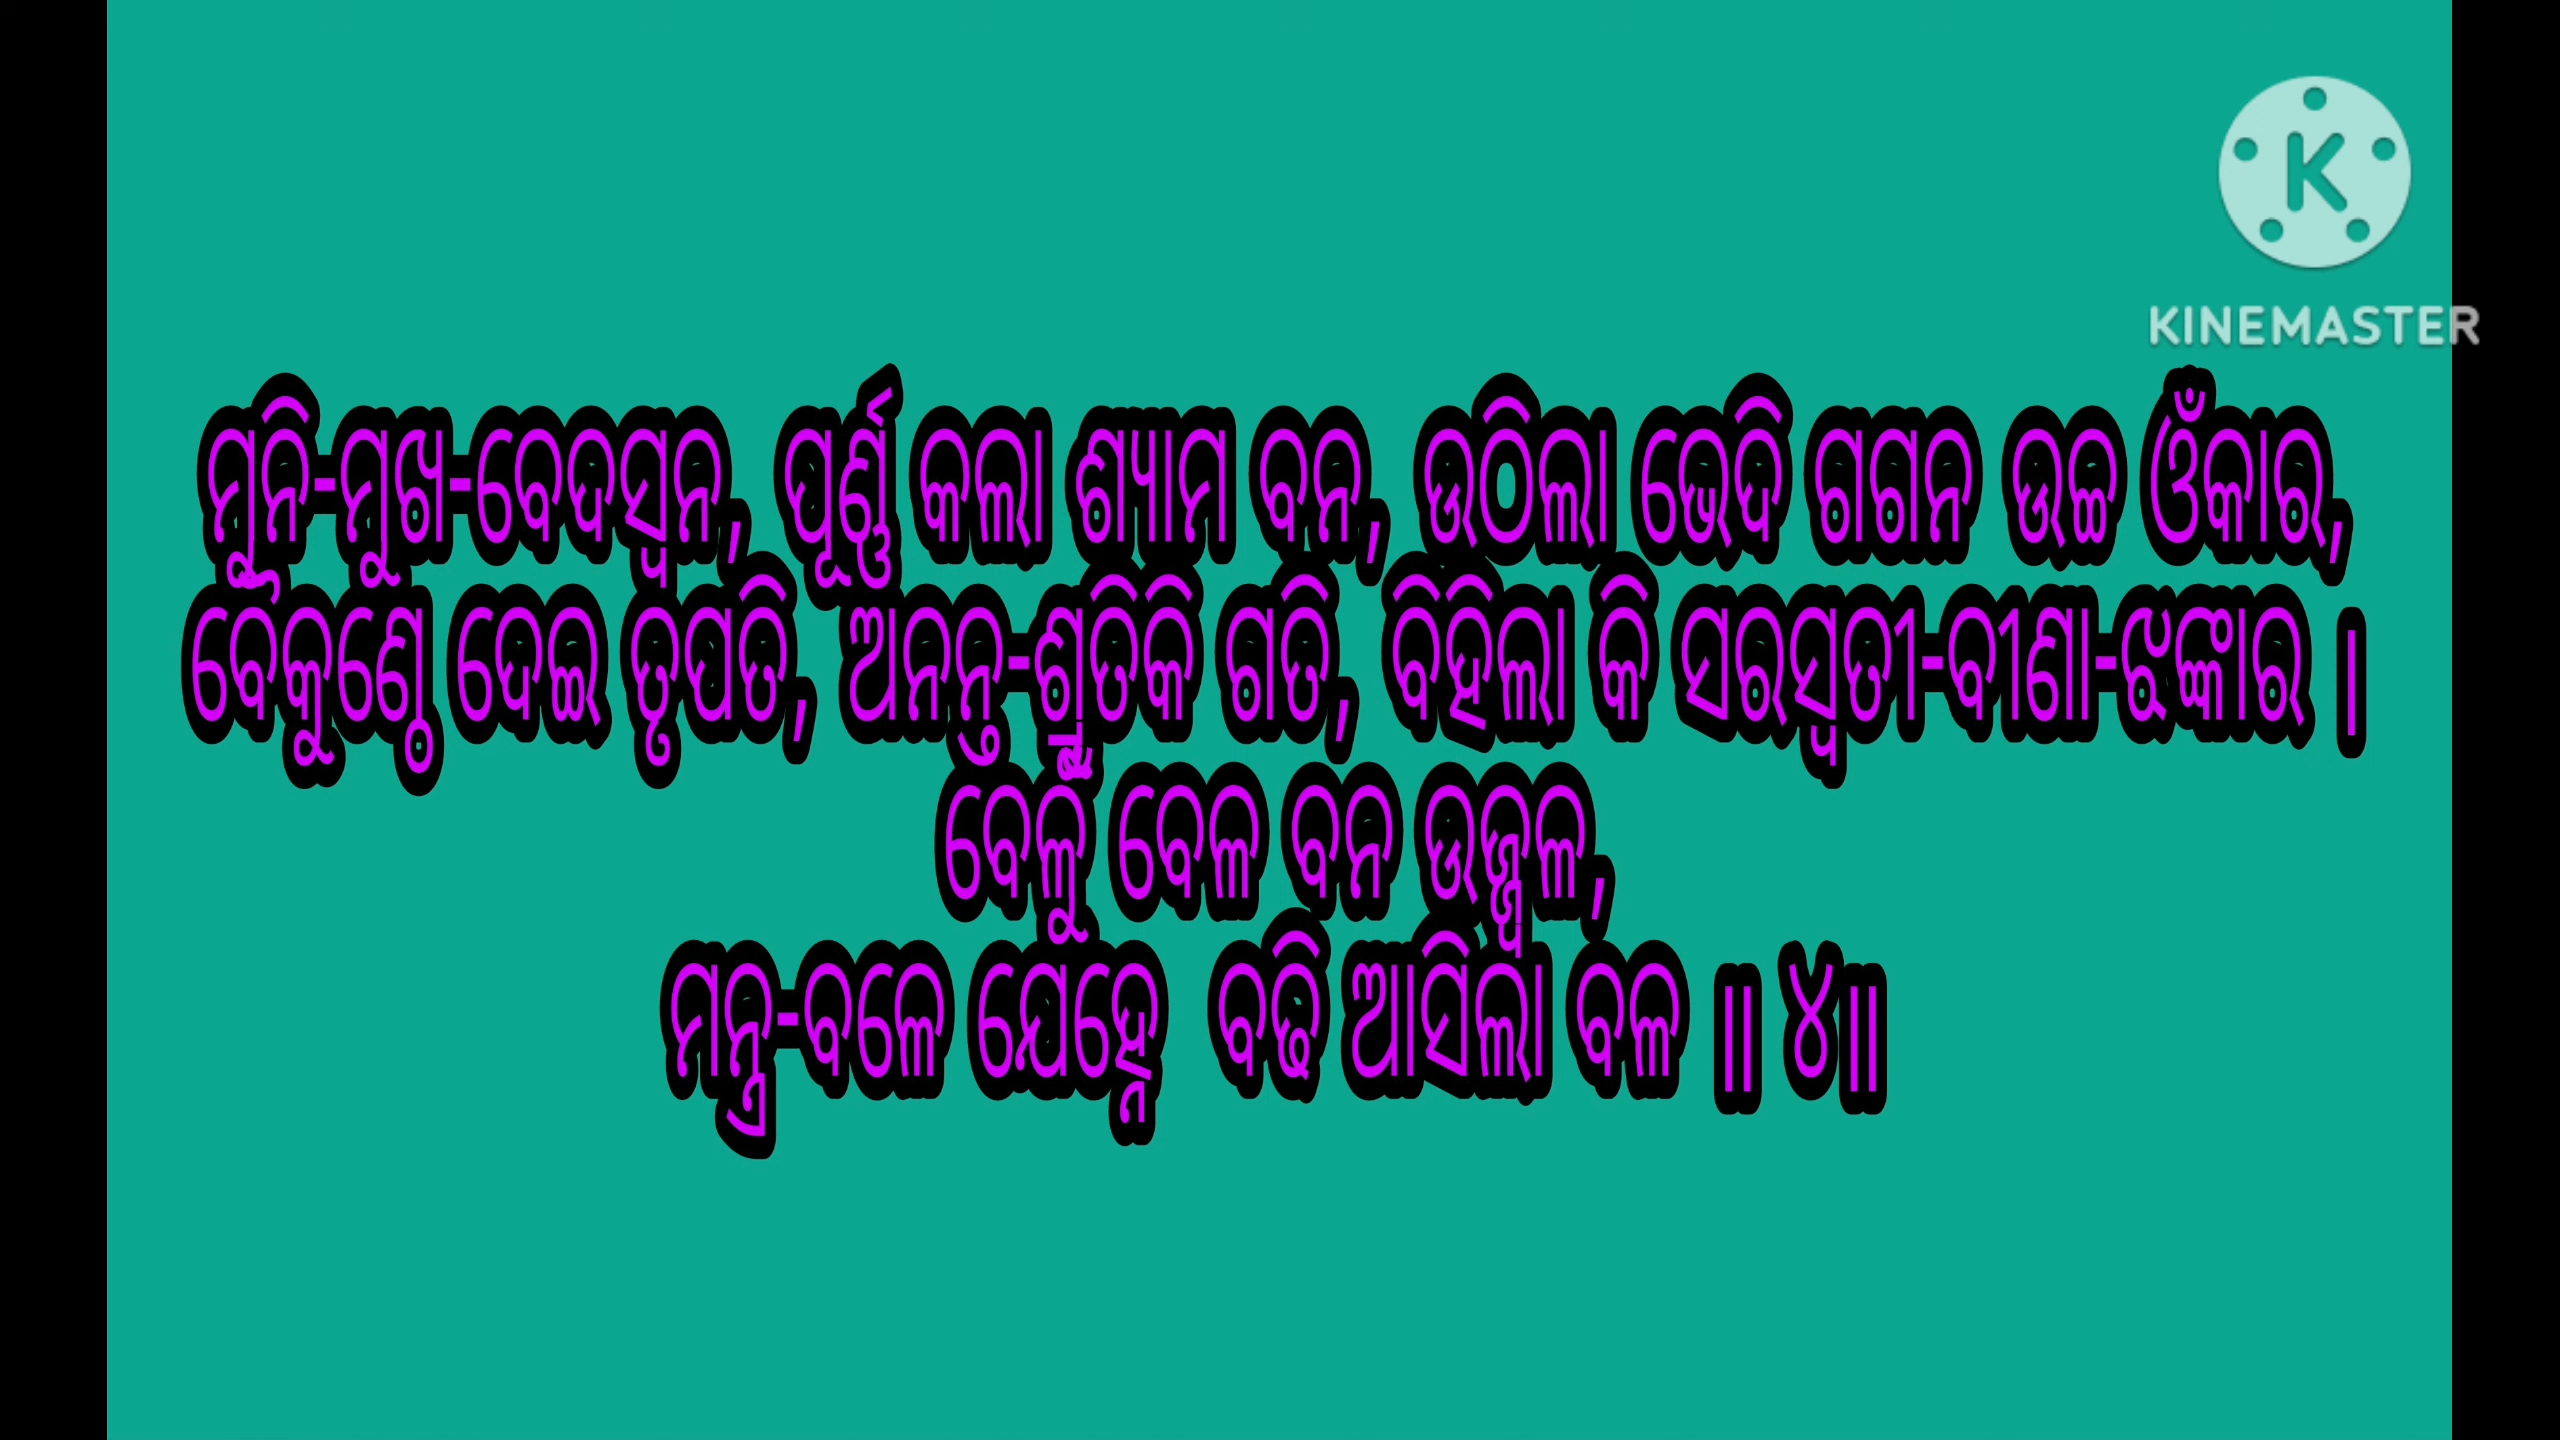 KINEMASTER
ମୁନି-ମୁଖ-ବେଦସ୍ୱନ, ପୂର୍ଣ୍ଣ କଲା ଶ୍ୟାମ ବନ, ଉଠିଲା ଭେଦି ଗଗନ ଉଚ୍ଚ ଓଁକାର,
ବୈକୁଣ୍ଠେ ଦେଇ ତୃପତି, ଅନନ୍ତ-ଶ୍ରୁତିକି ଗତି, ବିହିଲା କି ସରସ୍ୱତୀ-ବୀଣା-ଝଙ୍କାର ।
ବେଳୁ ବେଳ ବନ ଉଜ୍ଜ୍ୱଳ,
ମନ୍ତ୍ର-ବଳେ ଯେହ୍ନେ ବଢି ଆସିଲା ବଳ ॥ ୪॥